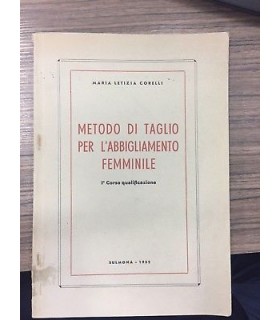 MARIA LETIZIA CORELLI
METODO DI TAGLIO
PER L'ABBIGLIAMENTO
FEMMINILE
1° Corso qualificazione
SULMONA -